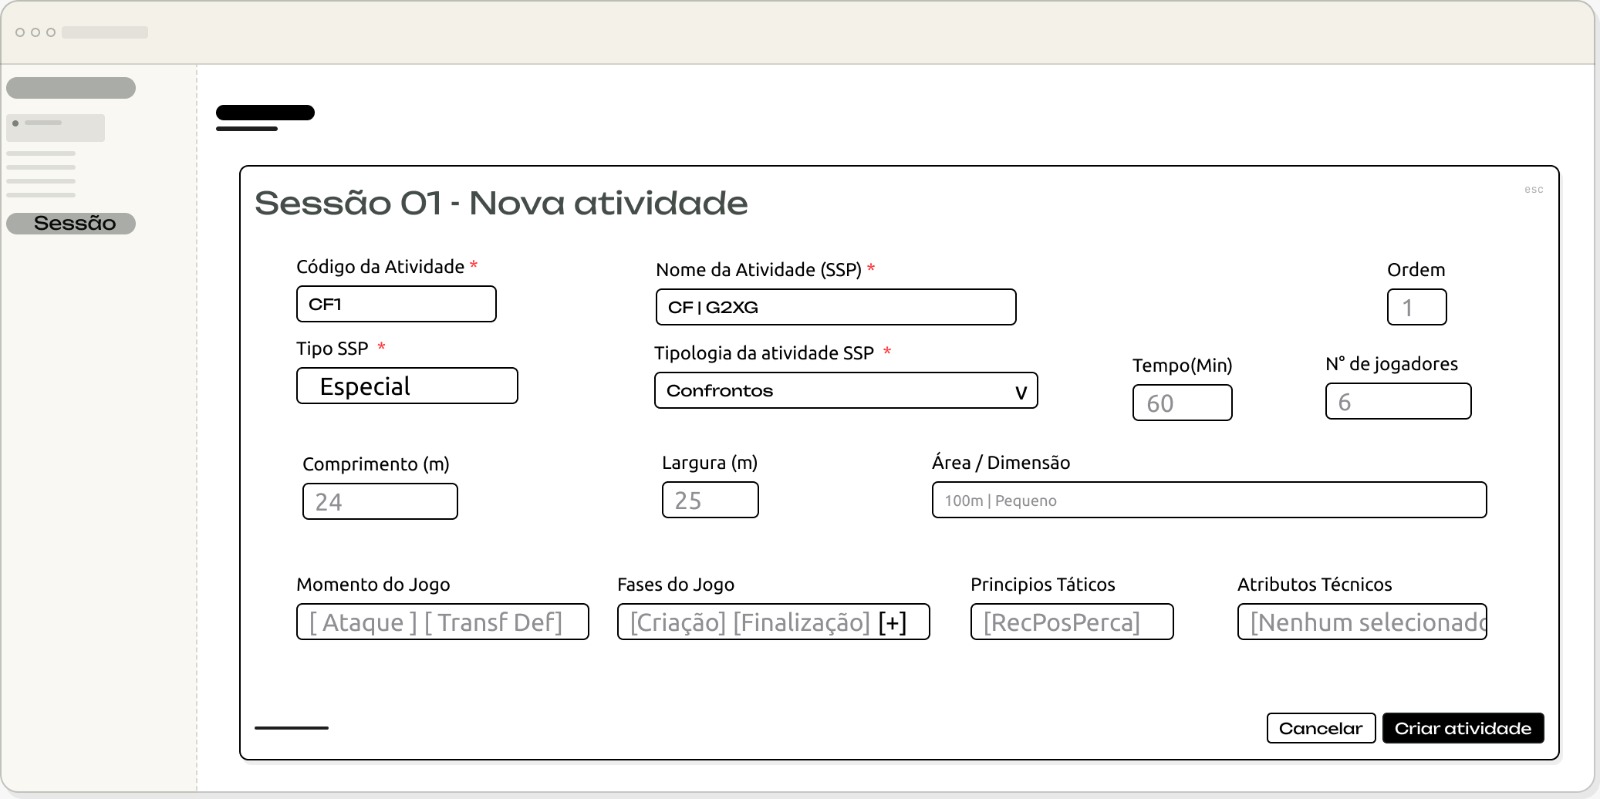 Sessão
Sessão 01 - Nova atividade
esc
Código da Atividade *
CF1
Nome da Atividade (SSP) *
CF | G2XG
Ordem
1
Tipo SSP *
Especial
Tipologia da atividade SSP *
Confrontos v
Tempo(Min)
60
N° de jogadores
6
Comprimento (m)
24
Largura (m)
25
Área / Dimensão
100m | Pequeno
Momento do Jogo
[ Ataque ] [ Transf Def]
Fases do Jogo
[Criação] [Finalização] [+]
Principios Táticos
[RecPosPerca]
Atributos Técnicos
[Nenhum selecionado
Cancelar
Criar atividade